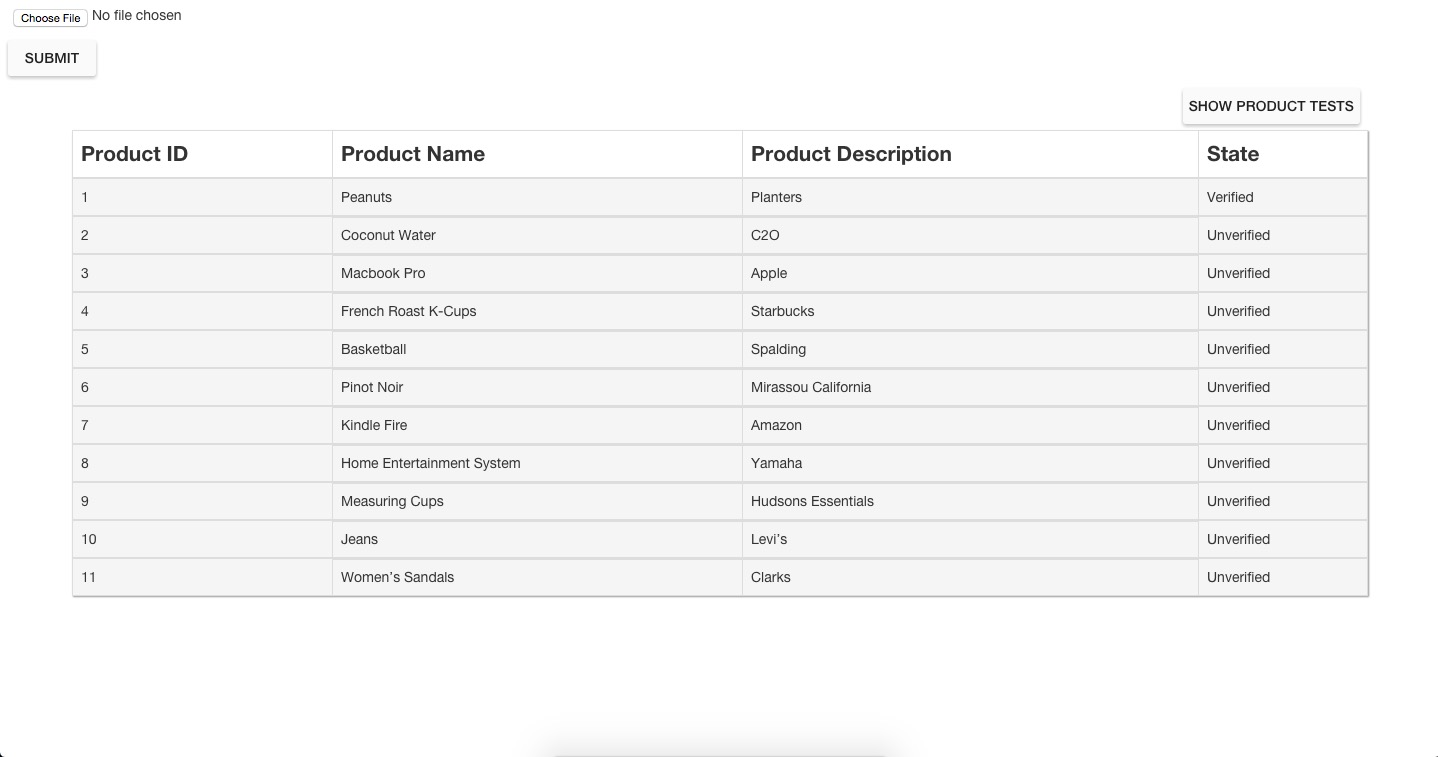 Choose File No file chosen
SUBMIT
SHOW PRODUCT TESTS
Product ID Product Name Product Description State
1 Peanuts Planters Verified
2 Coconut Water C2O Unverified
3 Macbook Pro Apple Unverified
4 French Roast K-Cups Starbucks Unverified
5 Basketball Spalding Unverified
6 Pinot Noir Mirassou California Unverified
7 Kindle Fire Amazon Unverified
8 Home Entertainment System Yamaha Unverified
9 Measuring Cups Hudsons Essentials Unverified
10 Jeans Levi’s Unverified
11 Women’s Sandals Clarks Unverified